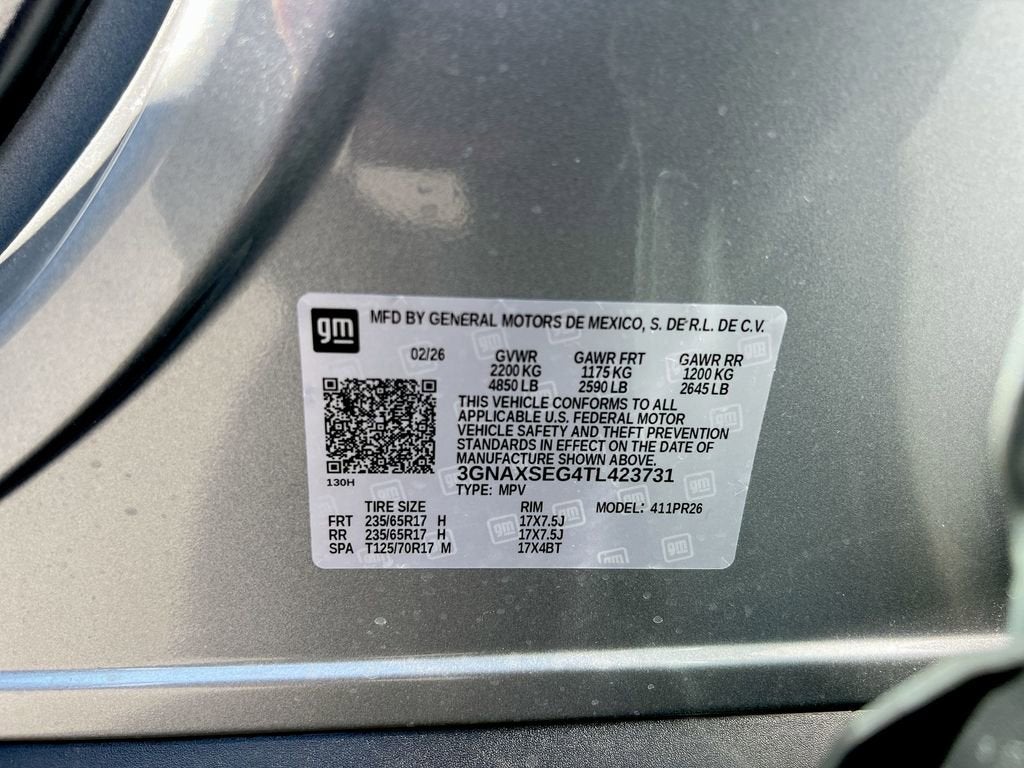 gm MFD BY GENERAL MOTORS DE MEXICO, S. DE R.L. DE C.V.
02/26 GVWR GAWR FRT GAWR RR
2200 KG 1175 KG 1200 KG
4850 LB 2590 LB 2645 LB
THIS VEHICLE CONFORMS TO ALL
APPLICABLE U.S. FEDERAL MOTOR
VEHICLE SAFETY AND THEFT PREVENTION
STANDARDS IN EFFECT ON THE DATE OF
MANUFACTURE SHOWN ABOVE.
3GNAXSEG4TL423731
130H
TYPE: MPV
TIRE SIZE RIM MODEL: 411PR26
FRT 235/65R17 H 17X7.5J
RR 235/65R17 H 17X7.5J
SPA T125/70R17 M 17X4BT